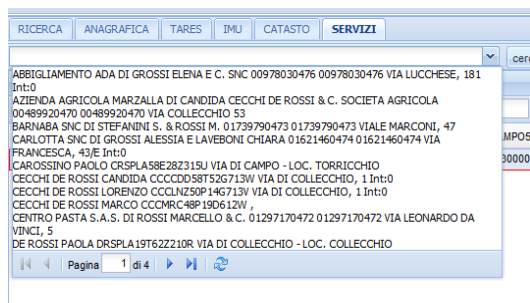 RICERCA ANAGRAFICA TARES IMU CATASTO SERVIZI
cerc
ABBIGLIAMENTO ADA DI GROSSI ELENA E C. SNC 00978030476 00978030476 VIA LUCCHESE, 181
Int:0
AZIENDA AGRICOLA MARZALLA DI CANDIDA CECCHI DE ROSSI & C. SOCIETA AGRICOLA
00489920470 00489920470 VIA COLLECCHIO 53
BARNABA SNC DI STEFANINI S. & ROSSI M. 01739790473 01739790473 VIALE MARCONI, 47
CARLOTTA SNC DI GROSSI ALESSIA E LAVEBONI CHIARA 01621460474 01621460474 VIA
FRANCESCA, 43/E Int:0
CAROSSINO PAOLO CRSPLA58E28Z315U VIA DI CAMPO - LOC. TORRICCHIO
CECCHI DE ROSSI CANDIDA CCCCDD58T52G713W VIA DI COLLECCHIO, 1 Int:0
CECCHI DE ROSSI LORENZO CCCLNZ50P14G713V VIA DI COLLECCHIO, 1 Int:0
CECCHI DE ROSSI MARCO CCCMRC48P19D612W ,
CENTRO PASTA S.A.S. DI ROSSI MARCELLO & C. 01297170472 01297170472 VIA LEONARDO DA
VINCI, 5
DE ROSSI PAOLA DRSPLA19T62Z210R VIA DI COLLECCHIO - LOC. COLLECCHIO
Pagina 1 di 4
MPOS
30000